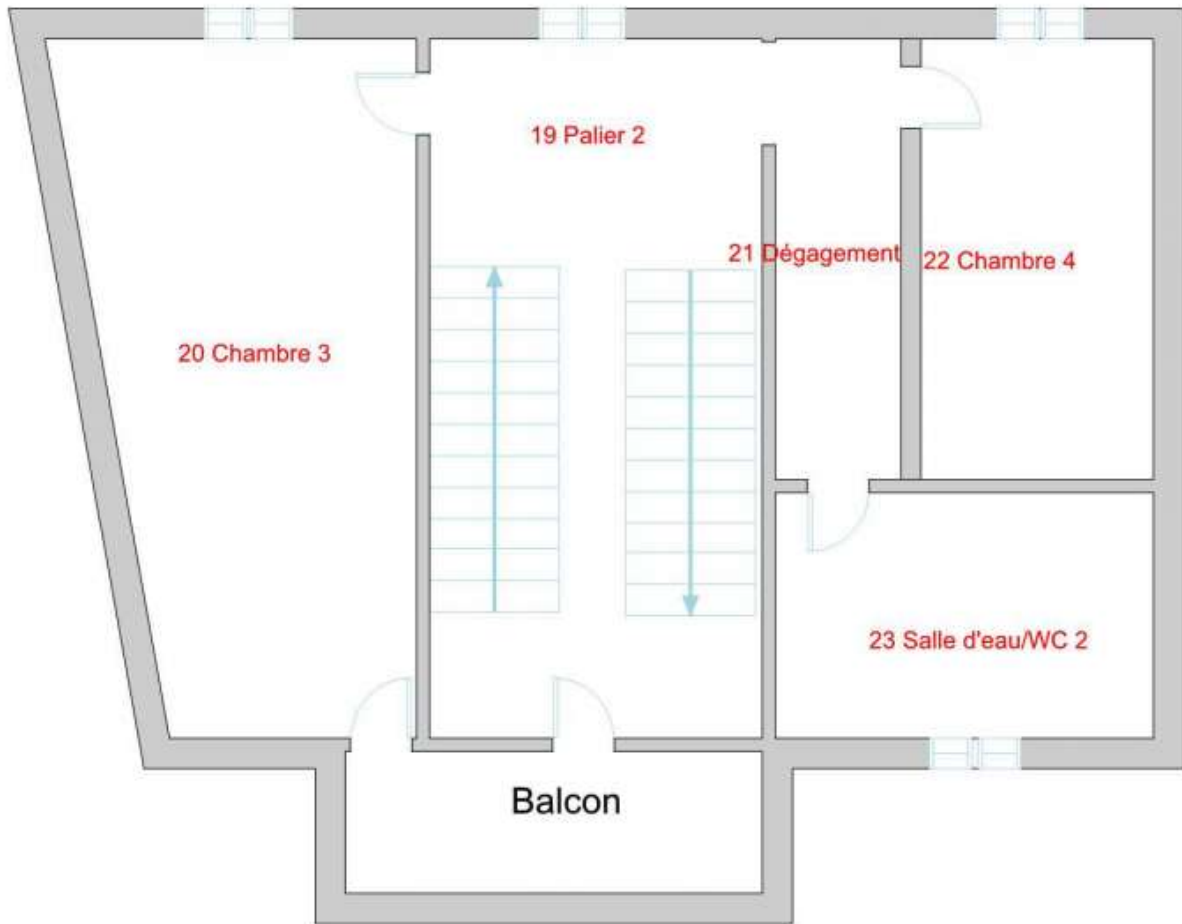 19 Palier 2
21 Dégagement
22 Chambre 4
20 Chambre 3
23 Salle d'eau/WC 2
Balcon